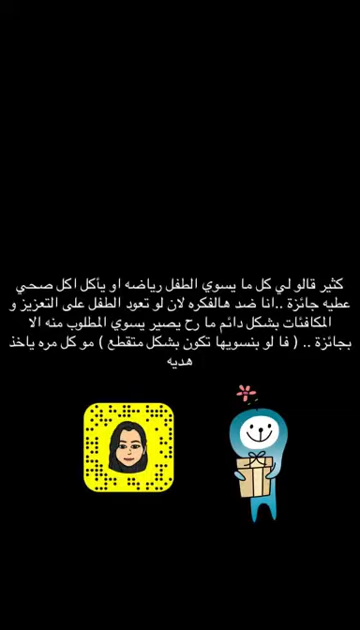 كثير قالو لي كل ما يسوي الطفل رياضه او يأكل اكل صحي
عطيه جائزة ..انا ضد هالفكره لان لو تعود الطفل على التعزيز و
المكافئات بشكل دائم ما رح يصير يسوي المطلوب منه الا
بجائزة .. ( فا لو بنسويها تكون بشكل متقطع ) مو كل مره ياخذ
هديه